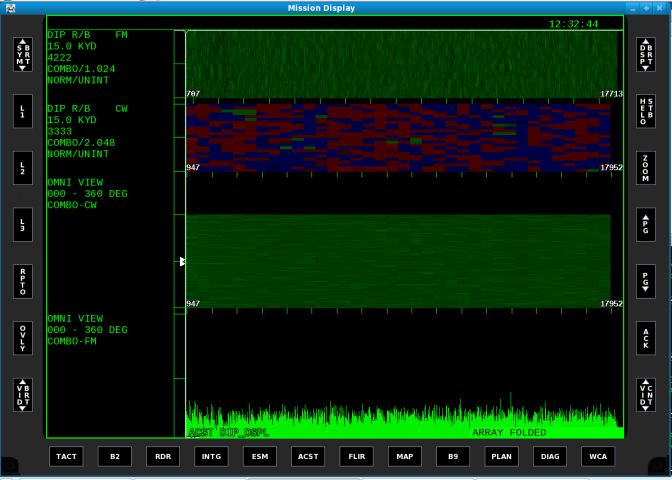 Mission Display
12:32:44
DIP R/B FM
15.0 KYD
4222
COMBO/1.024
NORM/UNINT
707 17713
DIP R/B CW
15.0 KYD
3333
COMBO/2.048
NORM/UNINT
947 17952
OMNI VIEW
000 - 360 DEG
COMBO-CW
947 17952
OMNI VIEW
000 - 360 DEG
COMBO-FM
ACST DIP_DSPL ARRAY FOLDED
SYMT BRT
L1
L2
L3
RPTO
OVLY
VID BRT
DSP BRT
HELO STB
ZOOM
PG
PG
ACK
VID CNT
TACT B2 RDR INTG ESM ACST FLIR MAP B9 PLAN DIAG WCA